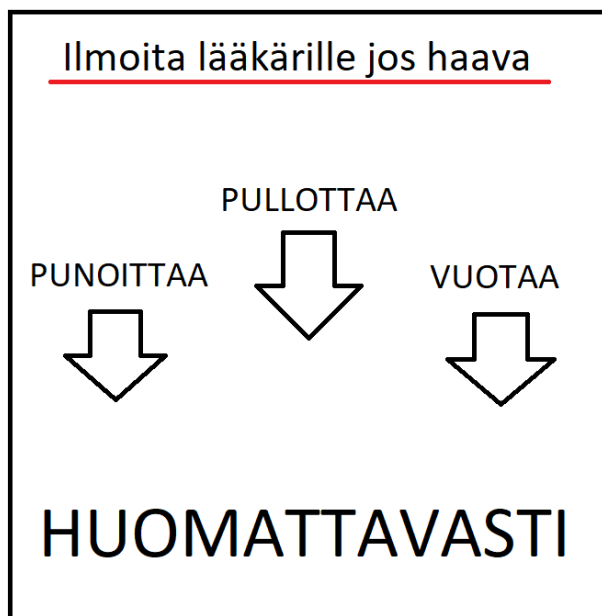 Ilmoita lääkärille jos haava
PULLOTTAA
PUNOITTAA
VUOTAA
HUOMATTAVASTI